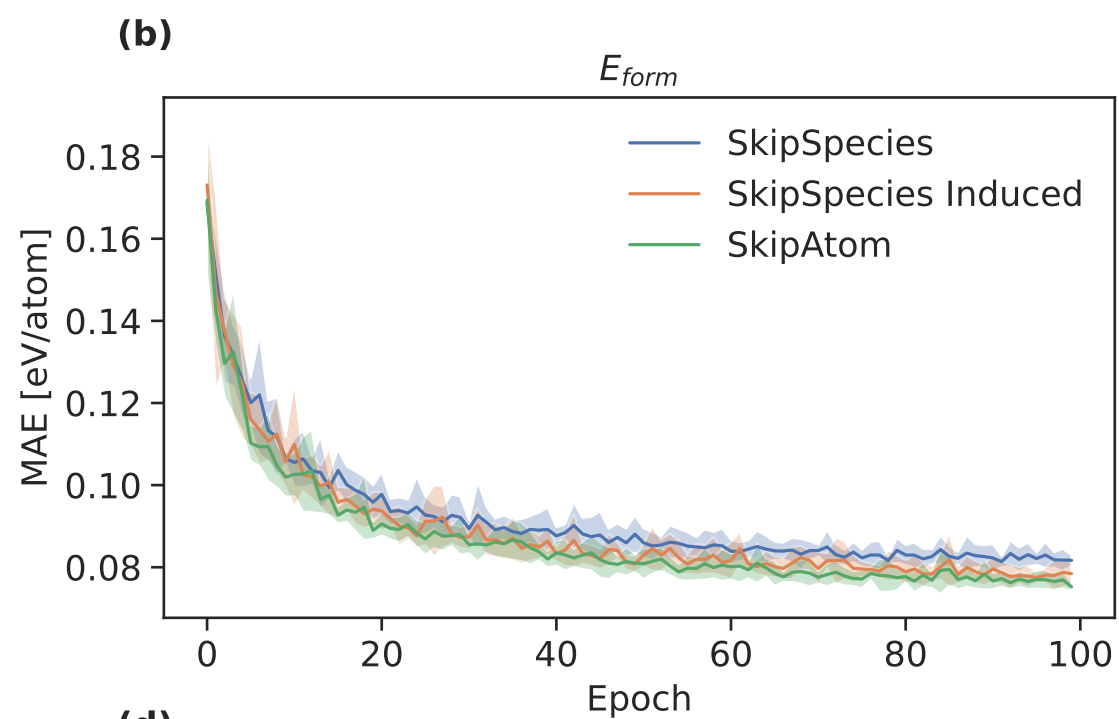 (b)
E_form
SkipSpecies
SkipSpecies Induced
SkipAtom
MAE [eV/atom]
0.18
0.16
0.14
0.12
0.10
0.08
0 20 40 60 80 100
Epoch
(d)